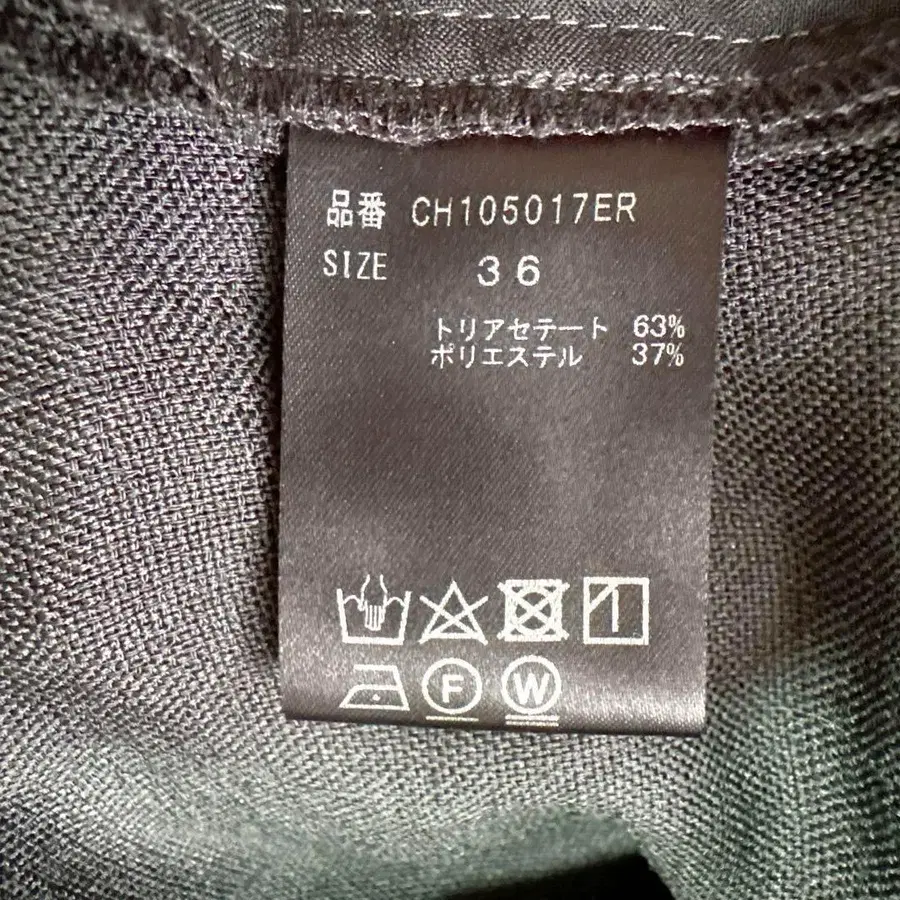 品番 CH105017ER
SIZE 36
トリアセテート 63%
ポリエステル 37%
F W